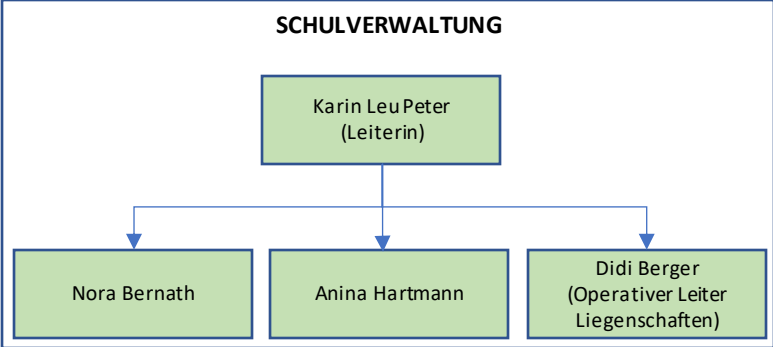 SCHULVERWALTUNG
Karin Leu Peter
(Leiterin)
Nora Bernath
Anina Hartmann
Didi Berger
(Operativer Leiter
Liegenschaften)